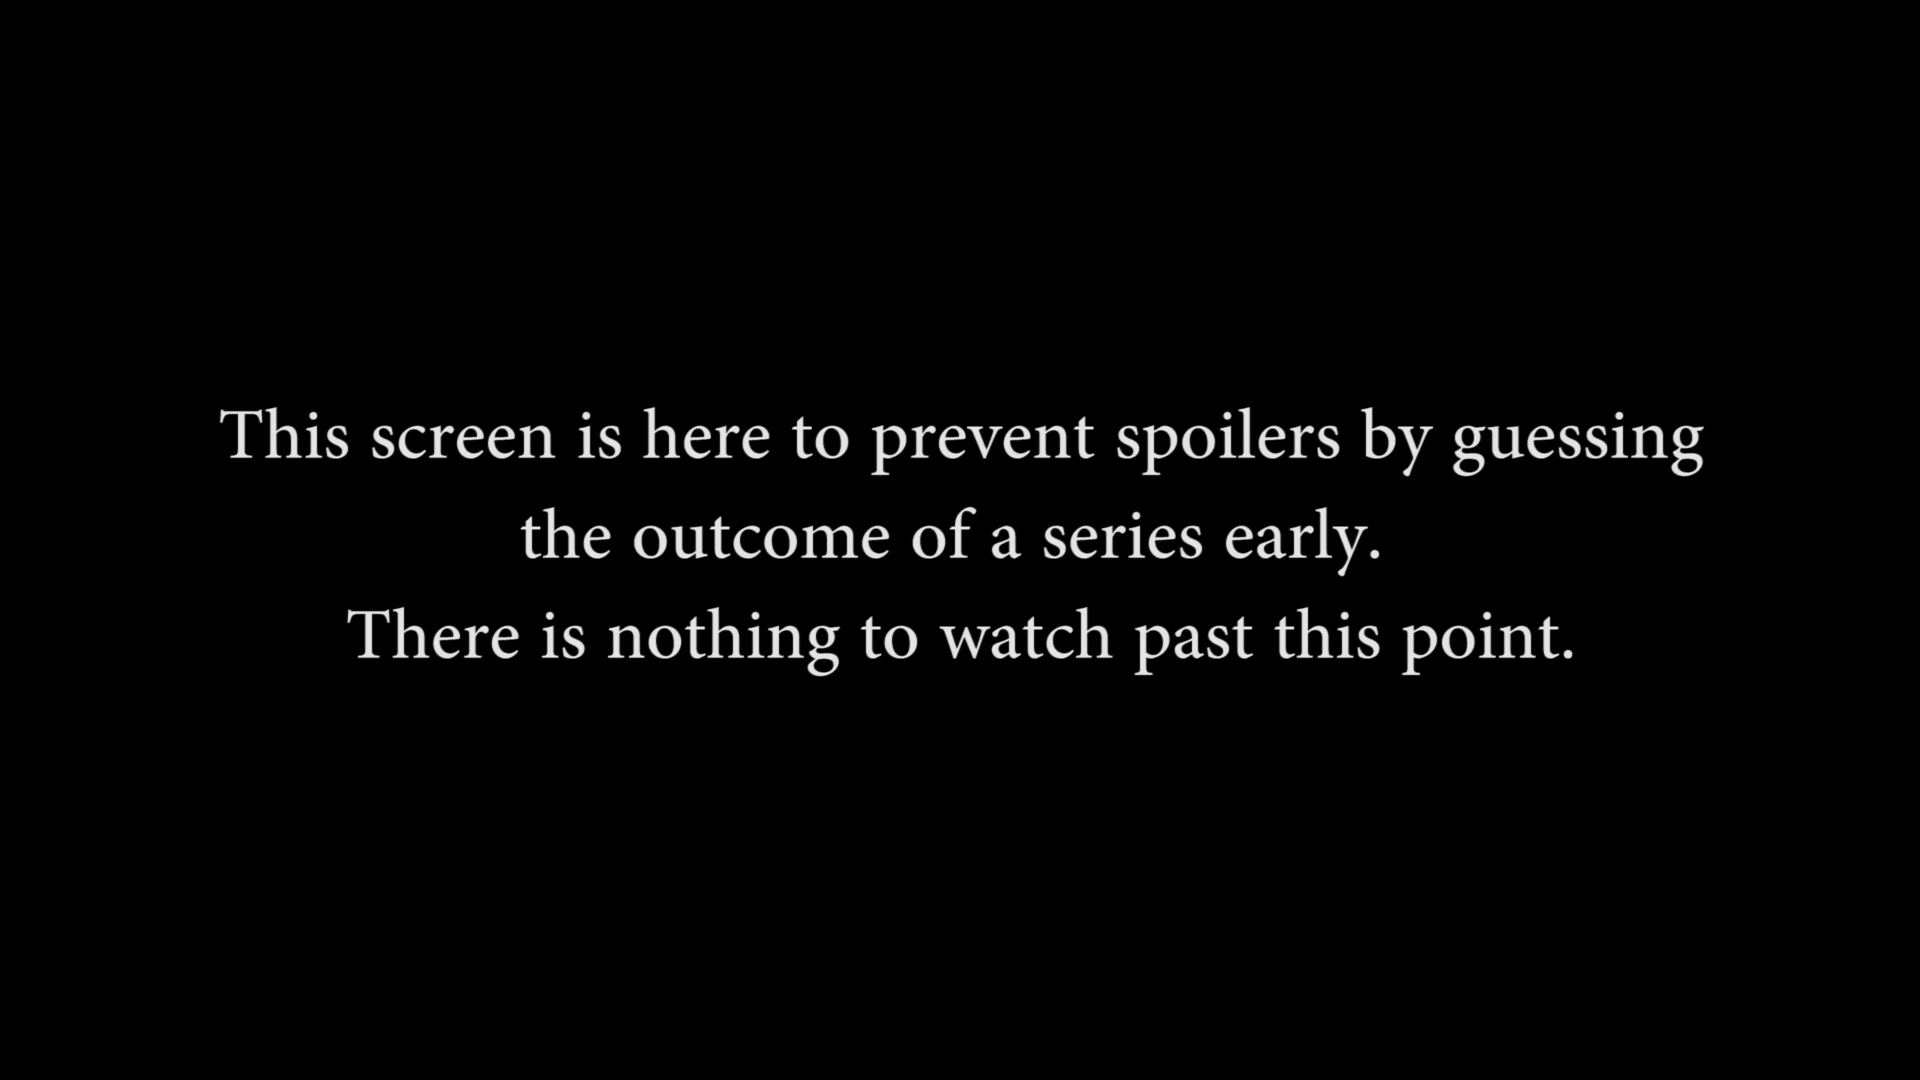 This screen is here to prevent spoilers by guessing
the outcome of a series early.
There is nothing to watch past this point.